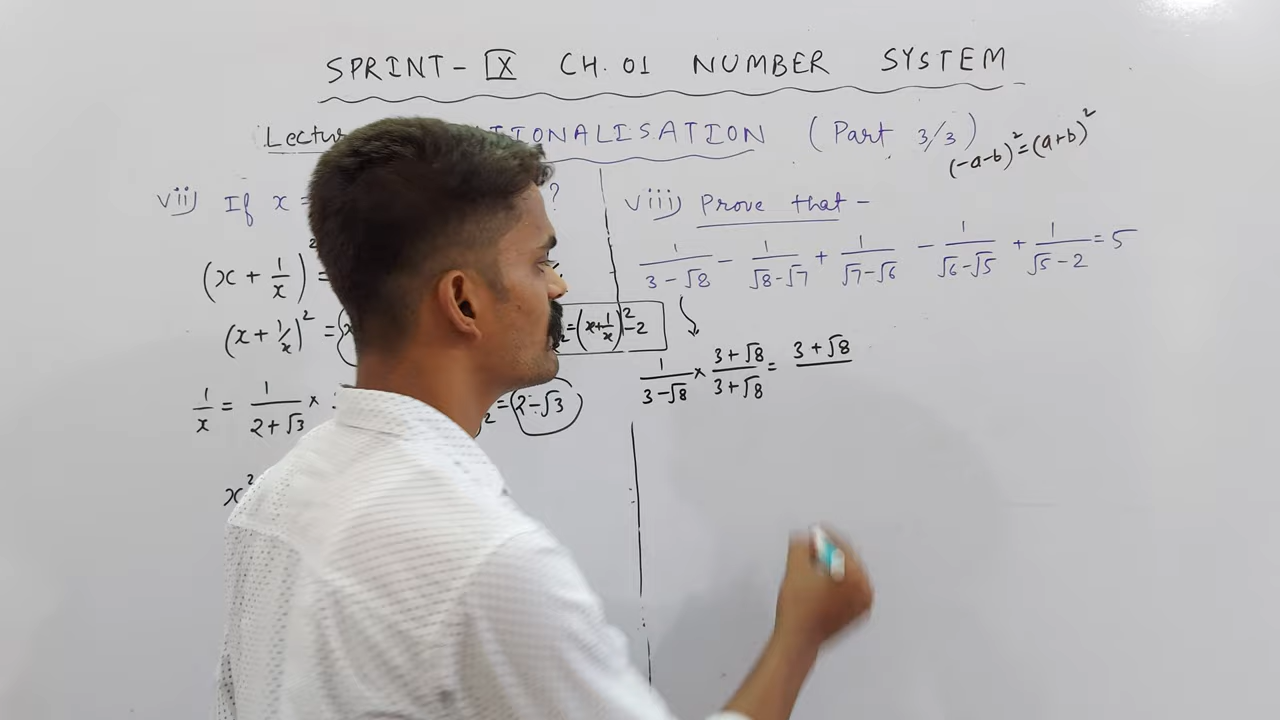 SPRINT - IX CH. 01 NUMBER SYSTEM
(Part 3/3)
(-a-b)² = (a+b)²
vii) If x = ?
(x + 1/x)² =
(x + 1/x)² =
= (x+1/x)² - 2
1/x = 1/(2+√3) ×
= 2-√3
x²
viii) Prove that -
1/(3-√8) - 1/(√8-√7) + 1/(√7-√6) - 1/(√6-√5) + 1/(√5-2) = 5
1/(3-√8) × (3+√8)/(3+√8) = 3+√8